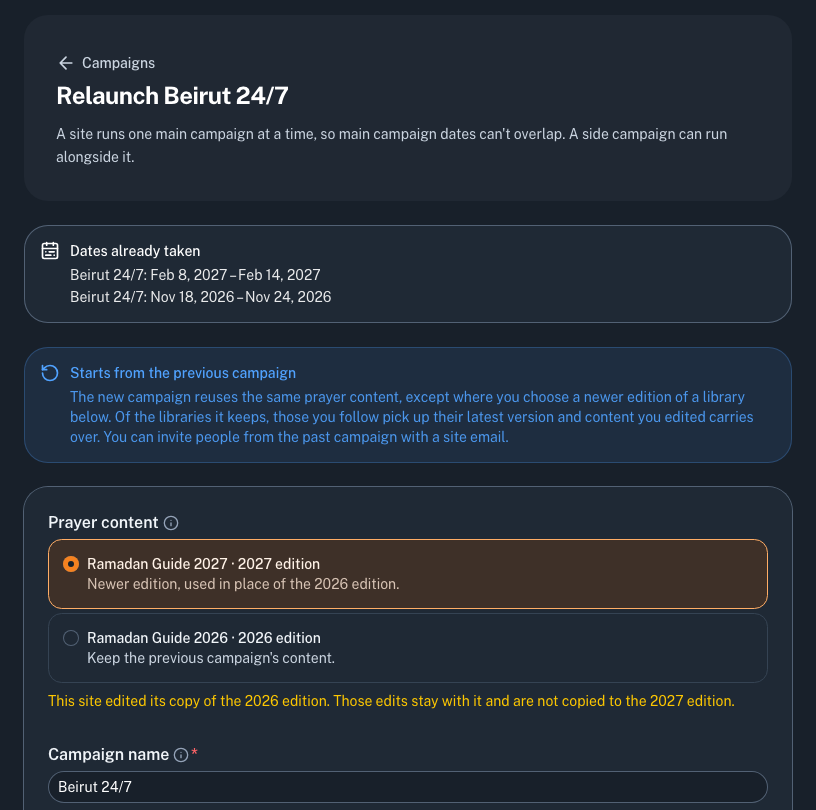 Campaigns
Relaunch Beirut 24/7
A site runs one main campaign at a time, so main campaign dates can't overlap. A side campaign can run
alongside it.
Dates already taken
Beirut 24/7: Feb 8, 2027 – Feb 14, 2027
Beirut 24/7: Nov 18, 2026 – Nov 24, 2026
Starts from the previous campaign
The new campaign reuses the same prayer content, except where you choose a newer edition of a library
below. Of the libraries it keeps, those you follow pick up their latest version and content you edited carries
over. You can invite people from the past campaign with a site email.
Prayer content
Ramadan Guide 2027 · 2027 edition
Newer edition, used in place of the 2026 edition.
Ramadan Guide 2026 · 2026 edition
Keep the previous campaign's content.
This site edited its copy of the 2026 edition. Those edits stay with it and are not copied to the 2027 edition.
Campaign name *
Beirut 24/7